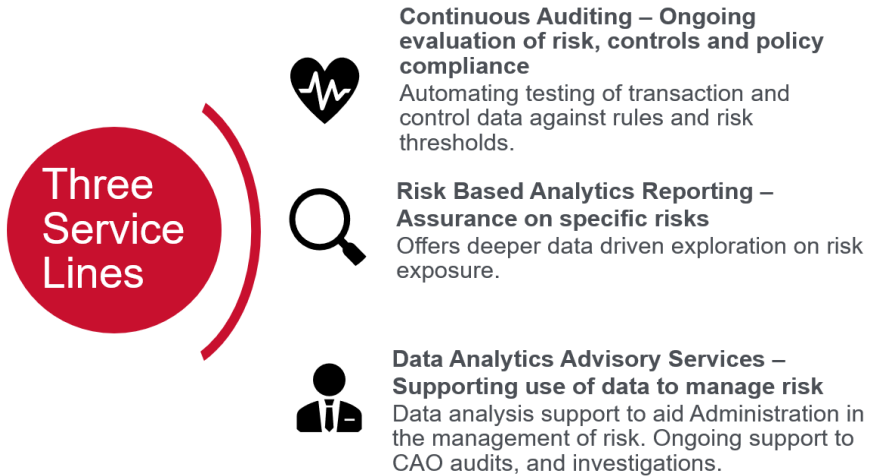 Three
Service
Lines
Continuous Auditing – Ongoing
evaluation of risk, controls and policy
compliance
Automating testing of transaction and
control data against rules and risk
thresholds.
Risk Based Analytics Reporting –
Assurance on specific risks
Offers deeper data driven exploration on risk
exposure.
Data Analytics Advisory Services –
Supporting use of data to manage risk
Data analysis support to aid Administration in
the management of risk. Ongoing support to
CAO audits, and investigations.